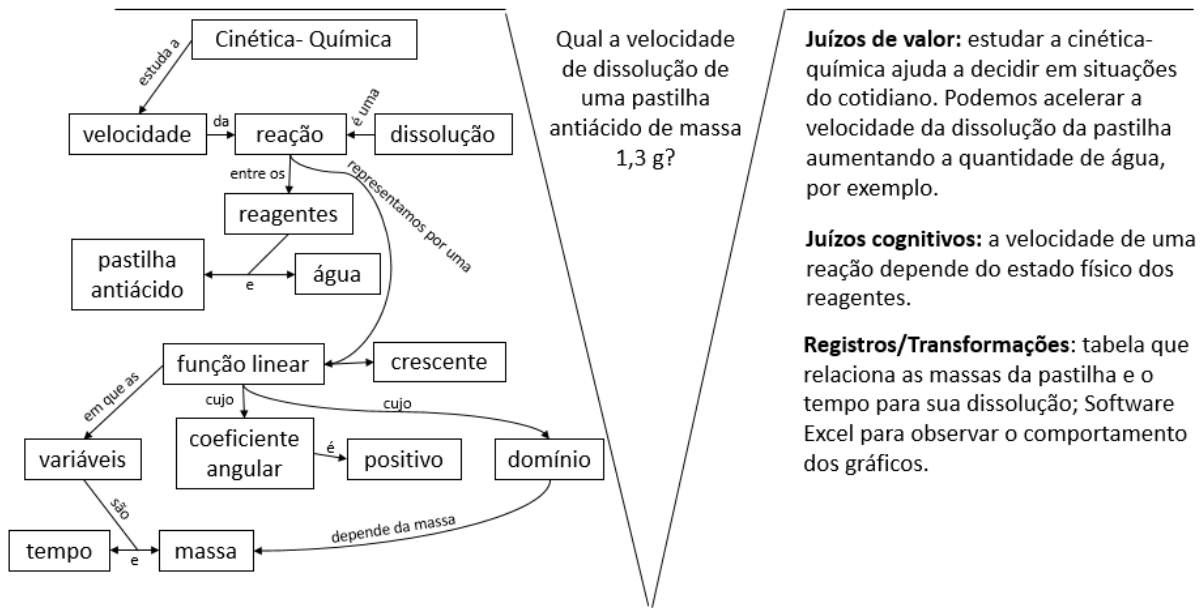 Cinética- Química
estuda a
velocidade
da
reação
é uma
dissolução
entre os
representamos por uma
reagentes
pastilha
antiácido
e
água
função linear
crescente
em que as
cujo
cujo
variáveis
coeficiente
angular
é
positivo
domínio
são
depende da massa
tempo
e
massa
Qual a velocidade
de dissolução de
uma pastilha
antiácido de massa
1,3 g?
Juízos de valor: estudar a cinética-
química ajuda a decidir em situações
do cotidiano. Podemos acelerar a
velocidade da dissolução da pastilha
aumentando a quantidade de água,
por exemplo.
Juízos cognitivos: a velocidade de uma
reação depende do estado físico dos
reagentes.
Registros/Transformações: tabela que
relaciona as massas da pastilha e o
tempo para sua dissolução; Software
Excel para observar o comportamento
dos gráficos.